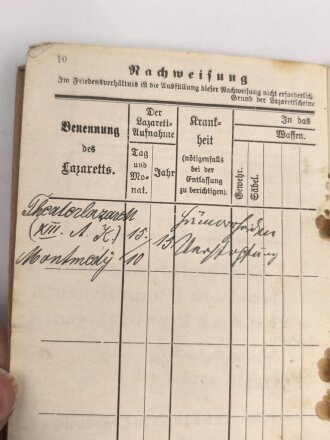 10
Nachweisung
Im Friedensverhältnis ist die Ausfüllung dieser Nachweisung nicht erforderlich.
Grund der Lazarettscheine
Benennung
des
Lazaretts.
Der
Lazarett-
Aufnahme
Tag
und
Mo-
nat.
Jahr
Krank-
heit
(nötigenfalls
bei der
Entlassung
zu berichtigen).
In das
Waffen.
Gewehr.
Säbel.
(XIII. A. K)
Montmedy
15./
10
15.
Verstopfung